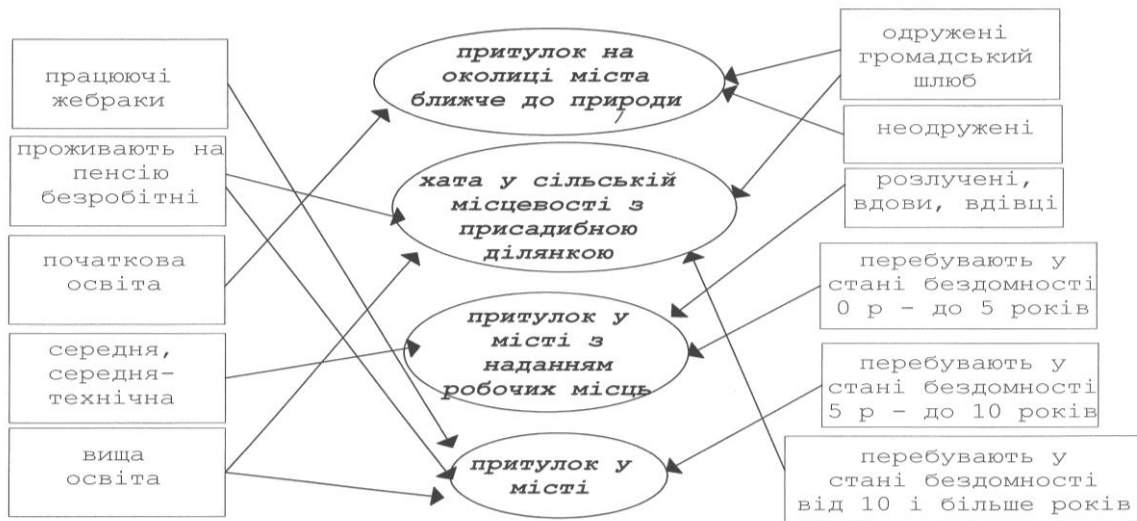 працюючі
жебраки
проживають на
пенсію
безробітні
початкова
освіта
середня,
середня-
технічна
вища
освіта
притулок на
околиці міста
ближче до природи
хата у сільській
місцевості з
присадибною
ділянкою
притулок у
місті з
наданням
робочих місць
притулок у
місті
одружені
громадський
шлюб
неодружені
розлучені,
вдови, вдівці
перебувають у
стані бездомності
0 р - до 5 років
перебувають у
стані бездомності
5 р - до 10 років
перебувають у
стані бездомності
від 10 і більше років